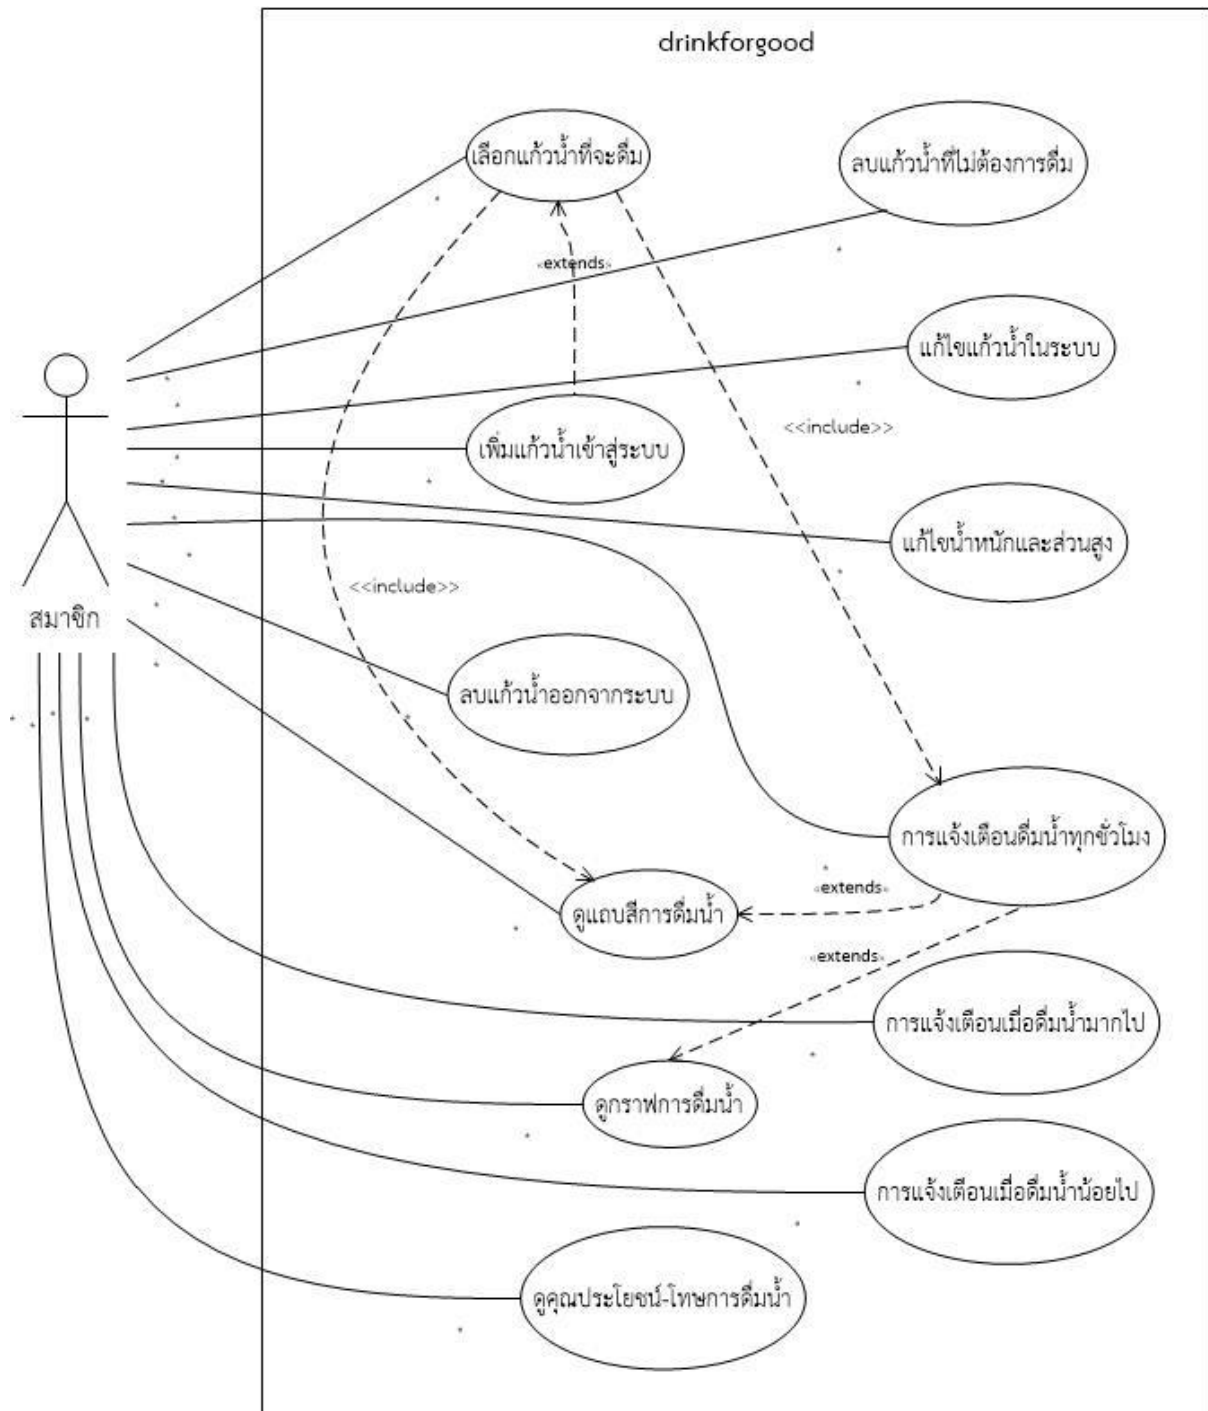 drinkforgood
เลือกแก้วน้ำที่จะดื่ม
ลบแก้วน้ำที่ไม่ต้องการดื่ม
«extends»
แก้ไขแก้วน้ำในระบบ
<<include>>
เพิ่มแก้วน้ำเข้าสู่ระบบ
แก้ไขน้ำหนักและส่วนสูง
<<include>>
สมาชิก
ลบแก้วน้ำออกจากระบบ
การแจ้งเตือนดื่มน้ำทุกชั่วโมง
«extends»
ดูแถบสีการดื่มน้ำ
«extends»
การแจ้งเตือนเมื่อดื่มน้ำมากไป
ดูกราฟการดื่มน้ำ
การแจ้งเตือนเมื่อดื่มน้ำน้อยไป
ดูคุณประโยชน์-โทษการดื่มน้ำ